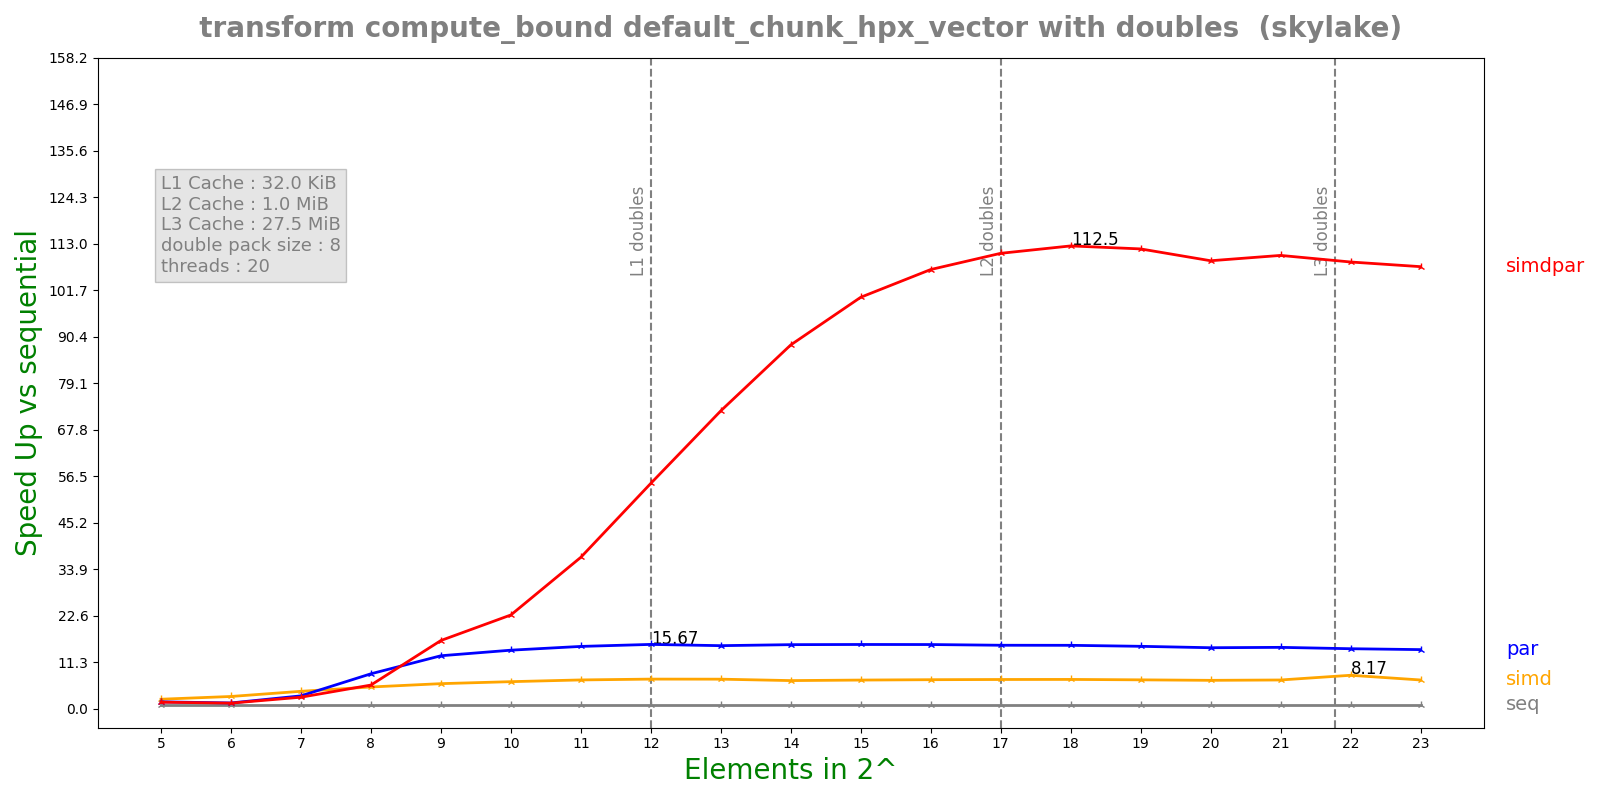 transform compute_bound default_chunk_hpx_vector with doubles  (skylake)
158.2
146.9
135.6
124.3
113.0
101.7
90.4
79.1
67.8
56.5
45.2
33.9
22.6
11.3
0.0
Speed Up vs sequential
L1 Cache : 32.0 KiB
L2 Cache : 1.0 MiB
L3 Cache : 27.5 MiB
double pack size : 8
threads : 20
L1 doubles
L2 doubles
L3 doubles
112.5
15.67
8.17
simdpar
par
simd
seq
5 6 7 8 9 10 11 12 13 14 15 16 17 18 19 20 21 22 23
Elements in 2^